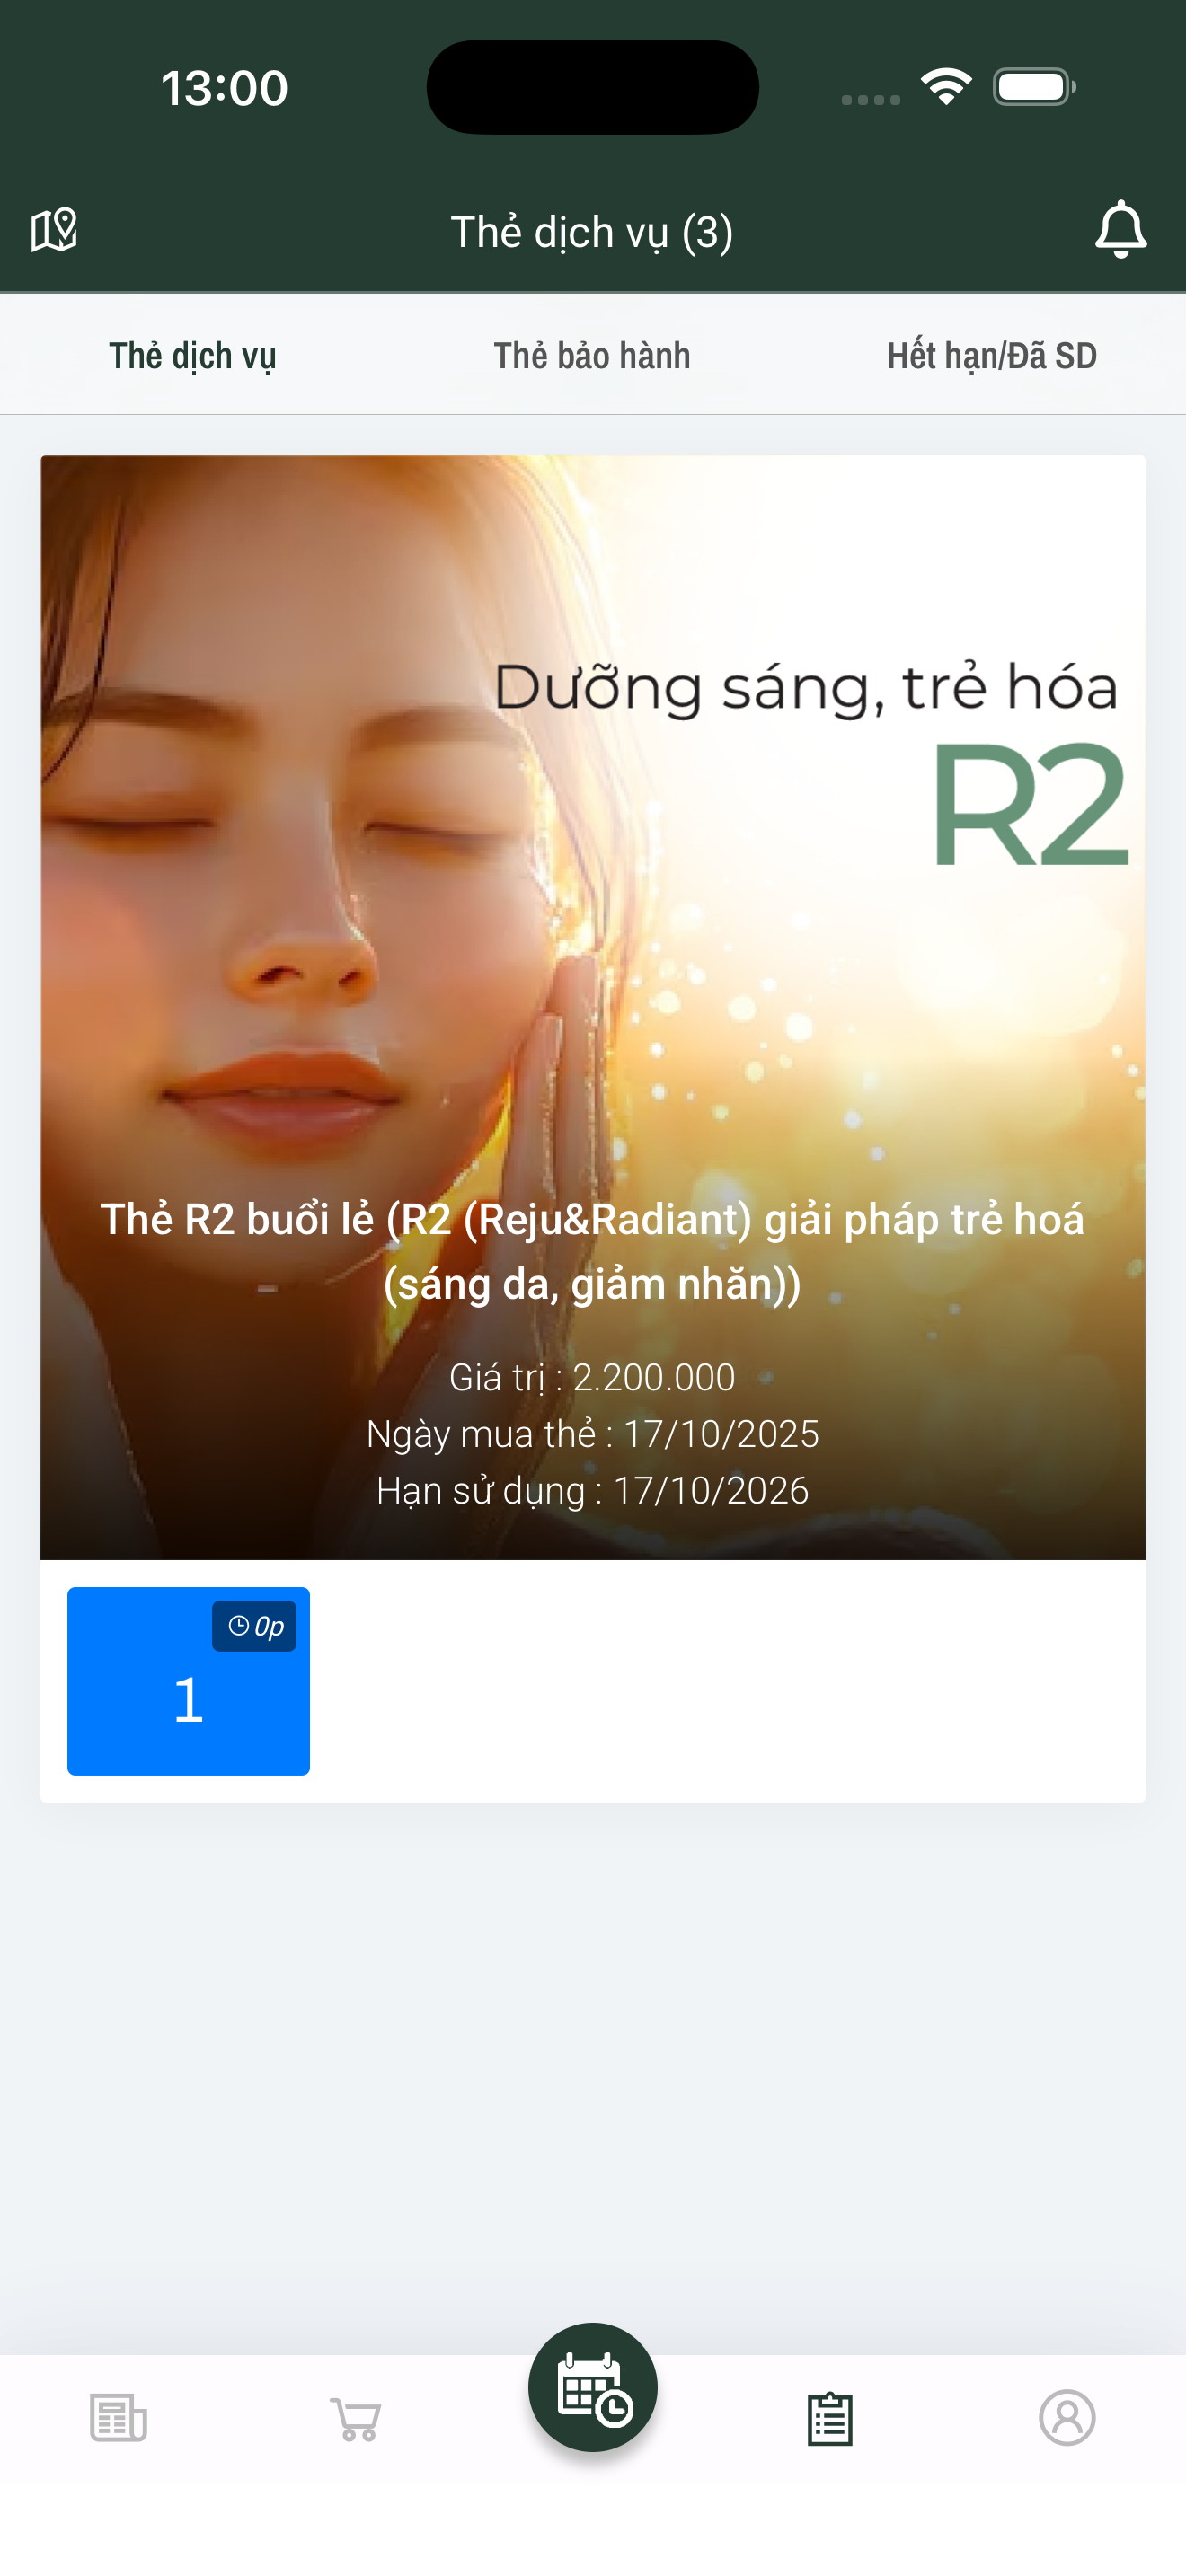 13:00
Thẻ dịch vụ (3)
Thẻ dịch vụ
Thẻ bảo hành
Hết hạn/Đã SD
Dưỡng sáng, trẻ hóa
R2
Thẻ R2 buổi lẻ (R2 (Reju&Radiant) giải pháp trẻ hoá
(sáng da, giảm nhăn))
Giá trị : 2.200.000
Ngày mua thẻ : 17/10/2025
Hạn sử dụng : 17/10/2026
0p
1